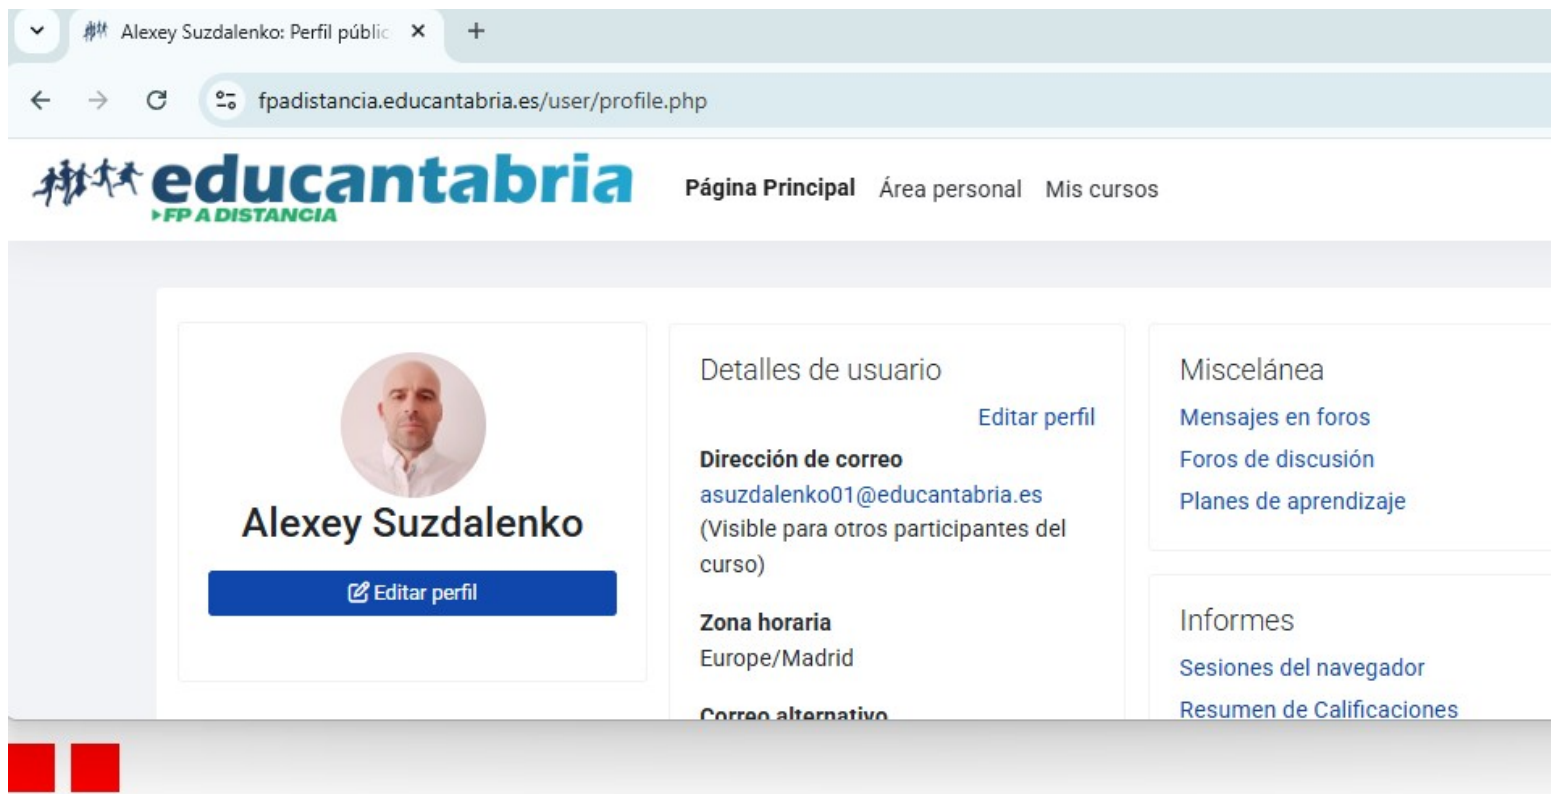 Alexey Suzdalenko: Perfil públic
fpadistancia.educantabria.es/user/profile.php
educantabria
FP A DISTANCIA
Página Principal Área personal Mis cursos
Alexey Suzdalenko
Editar perfil
Detalles de usuario
Editar perfil
Dirección de correo
asuzdalenko01@educantabria.es
(Visible para otros participantes del
curso)
Zona horaria
Europe/Madrid
Correo alternativo
Miscelánea
Mensajes en foros
Foros de discusión
Planes de aprendizaje
Informes
Sesiones del navegador
Resumen de Calificaciones